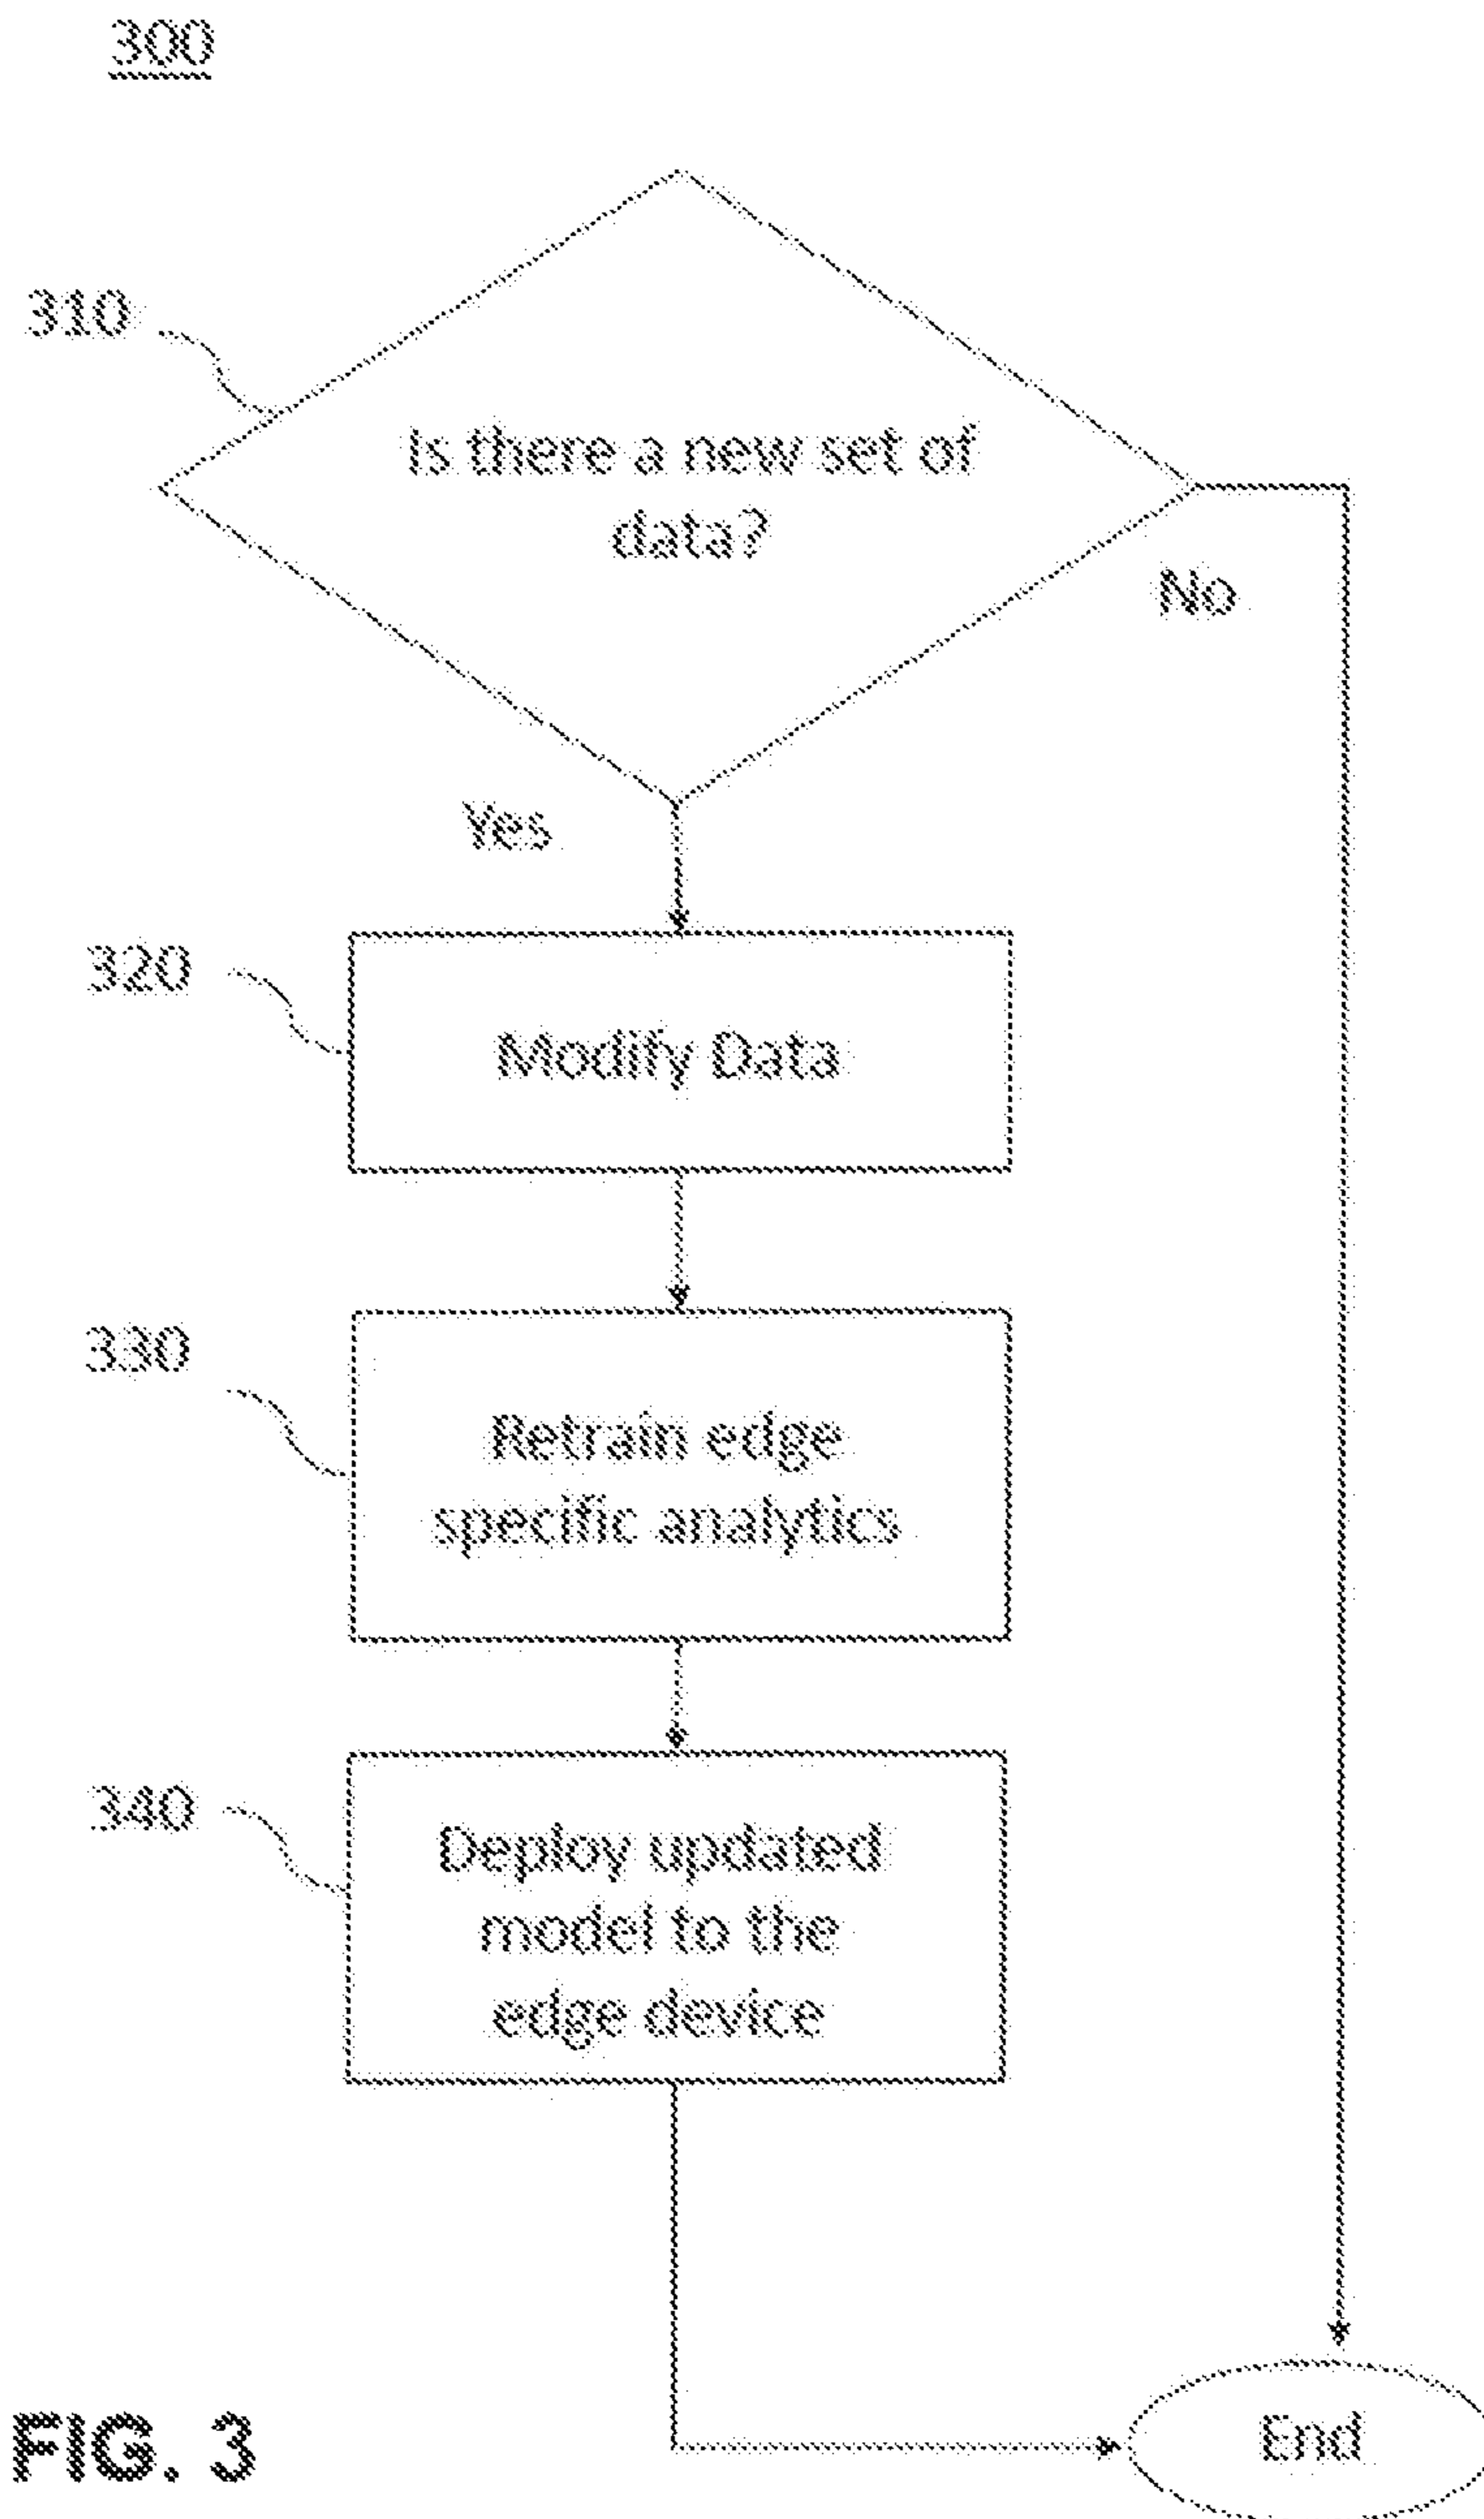 300
310
Is there a new set of
data?
No
Yes
320
Modify Data
330
Retrain edge
specific analytics
340
Deploy updated
model to the
edge device
End
FIG. 3